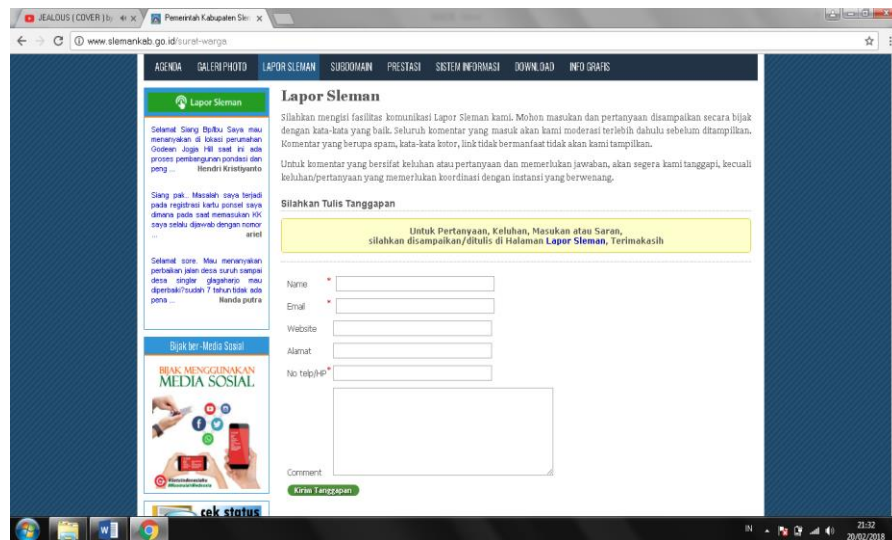 JEALOUS ( COVER ) b
Pemerintah Kabupaten Sle
www.slemankab.go.id/surat-warga
AGENDA GALERI PHOTO LAPOR SLEMAN SUBDOMAIN PRESTASI SISTEM INFORMASI DOWNLOAD INFO GRAFIS
Lapor Sleman
Selamat Siang Bp/bu Saya mau
menanyakan di lokasi perumahan
Godean Jogja Hill saat ini ada
proses pembangunan pondasi dan
peng ... Hendri Kristiyanto
Siang pak.. Masalah saya terjadi
pada registrasi kartu ponsel saya
dimana pada saat memasukan KK
saya selalu dijawab dengan nomor
... ariel
Selamat sore. Mau menanyakan
perbaikan jalan desa suruh sampai
desa singlar glagaharjo mau
diperbaiki?sudah 7 tahun tidak ada
pena ... Nanda putra
Bijak ber-Media Sosial
BIJAK MENGGUNAKAN
MEDIA SOSIAL
cek status
Lapor Sleman
Silahkan mengisi fasilitas komunikasi Lapor Sleman kami. Mohon masukan dan pertanyaan disampaikan secara bijak
dengan kata-kata yang baik. Seluruh komentar yang masuk akan kami moderasi terlebih dahulu sebelum ditampilkan.
Komentar yang berupa spam, kata-kata kotor, link tidak bermanfaat tidak akan kami tampilkan.
Untuk komentar yang bersifat keluhan atau pertanyaan dan memerlukan jawaban, akan segera kami tanggapi, kecuali
keluhan/pertanyaan yang memerlukan koordinasi dengan instansi yang berwenang.
Silahkan Tulis Tanggapan
Untuk Pertanyaan, Keluhan, Masukan atau Saran,
silahkan disampaikan/ditulis di Halaman Lapor Sleman, Terimakasih
Name *
Email *
Website
Alamat
No telp/HP*
Comment
Kirim Tanggapan
IN
21:32
20/02/2018